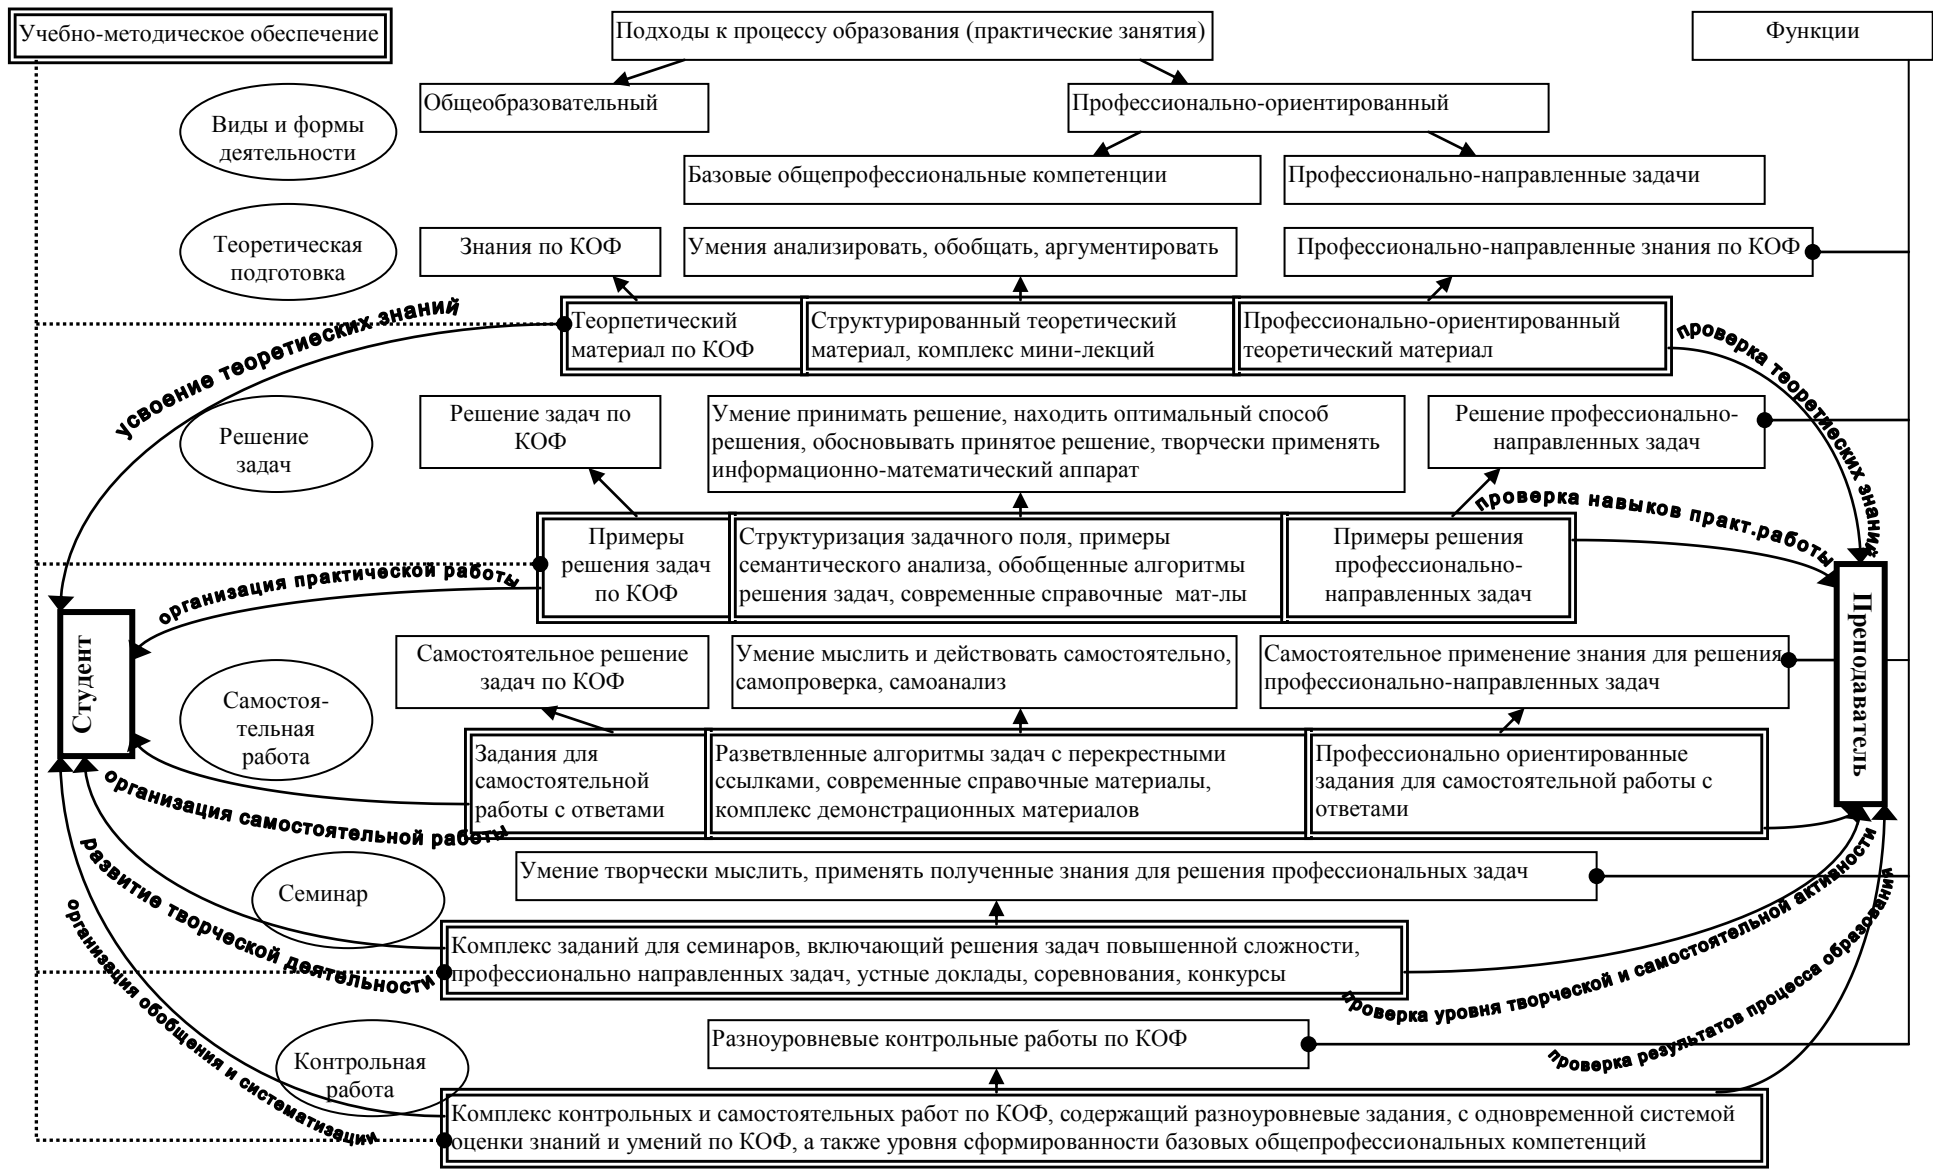 Учебно-методическое обеспечение
Подходы к процессу образования (практические занятия)
Функции
Общеобразовательный
Профессионально-ориентированный
Виды и формы
деятельности
Базовые общепрофессиональные компетенции
Профессионально-направленные задачи
Теоретическая
подготовка
Знания по КОФ
Умения анализировать, обобщать, аргументировать
Профессионально-направленные знания по КОФ
усвоение теоретиеских знаний
Теорпетический
материал по КОФ
Структурированный теоретический
материал, комплекс мини-лекций
Профессионально-ориентированный
теоретический материал
проверка теоретиеских знаний
Решение
задач
Решение задач по
КОФ
Умение принимать решение, находить оптимальный способ
решения, обосновывать принятое решение, творчески применять
информационно-математический аппарат
Решение профессионально-
направленных задач
проверка навыков практ.работы
организация практической работы
Примеры
решения задач
по КОФ
Структуризация задачного поля, примеры
семантического анализа, обобщенные алгоритмы
решения задач, современные справочные мат-лы
Примеры решения
профессионально-
направленных задач
Студент
Преподаватель
Самостоя-
тельная
работа
Самостоятельное решение
задач по КОФ
Умение мыслить и действовать самостоятельно,
самопроверка, самоанализ
Самостоятельное применение знания для решения
профессионально-направленных задач
организация самостоятельной работы
Задания для
самостоятельной
работы с ответами
Разветвленные алгоритмы задач с перекрестными
ссылками, современные справочные материалы,
комплекс демонстрационных материалов
Профессионально ориентированные
задания для самостоятельной работы с
ответами
развитие творческой деятельности
Семинар
Умение творчески мыслить, применять полученные знания для решения профессиональных задач
Комплекс заданий для семинаров, включающий решения задач повышенной сложности,
профессионально направленных задач, устные доклады, соревнования, конкурсы
проверка уровня творческой и самостоятельной активности
организация обобщения и систематизации
Контрольная
работа
Разноуровневые контрольные работы по КОФ
проверка результатов процесса образования
Комплекс контрольных и самостоятельных работ по КОФ, содержащий разноуровневые задания, с одновременной системой
оценки знаний и умений по КОФ, а также уровня сформированности базовых общепрофессиональных компетенций